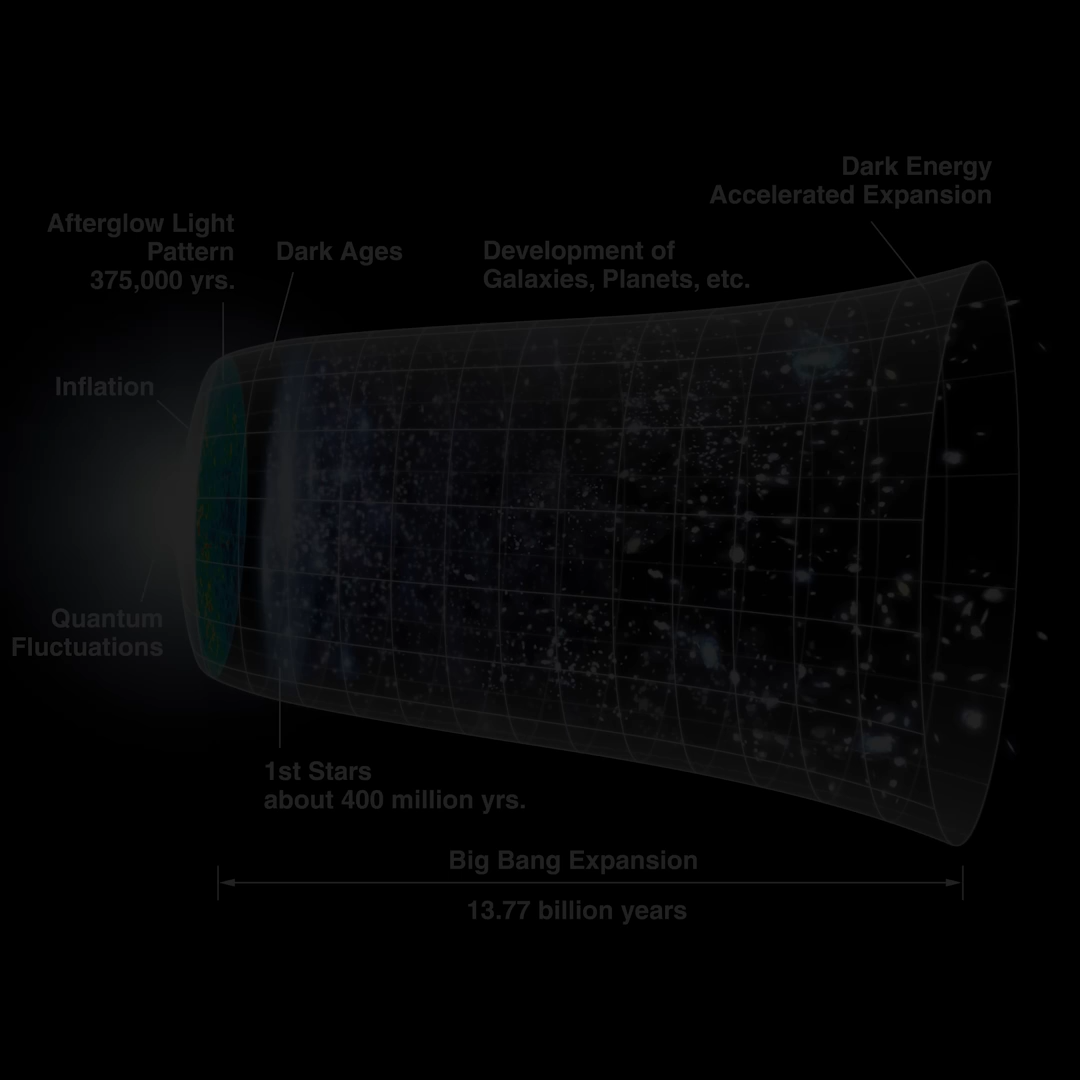 Dark Energy
Accelerated Expansion
Afterglow Light
Pattern
375,000 yrs.
Dark Ages
Development of
Galaxies, Planets, etc.
Inflation
Quantum
Fluctuations
1st Stars
about 400 million yrs.
Big Bang Expansion
13.77 billion years